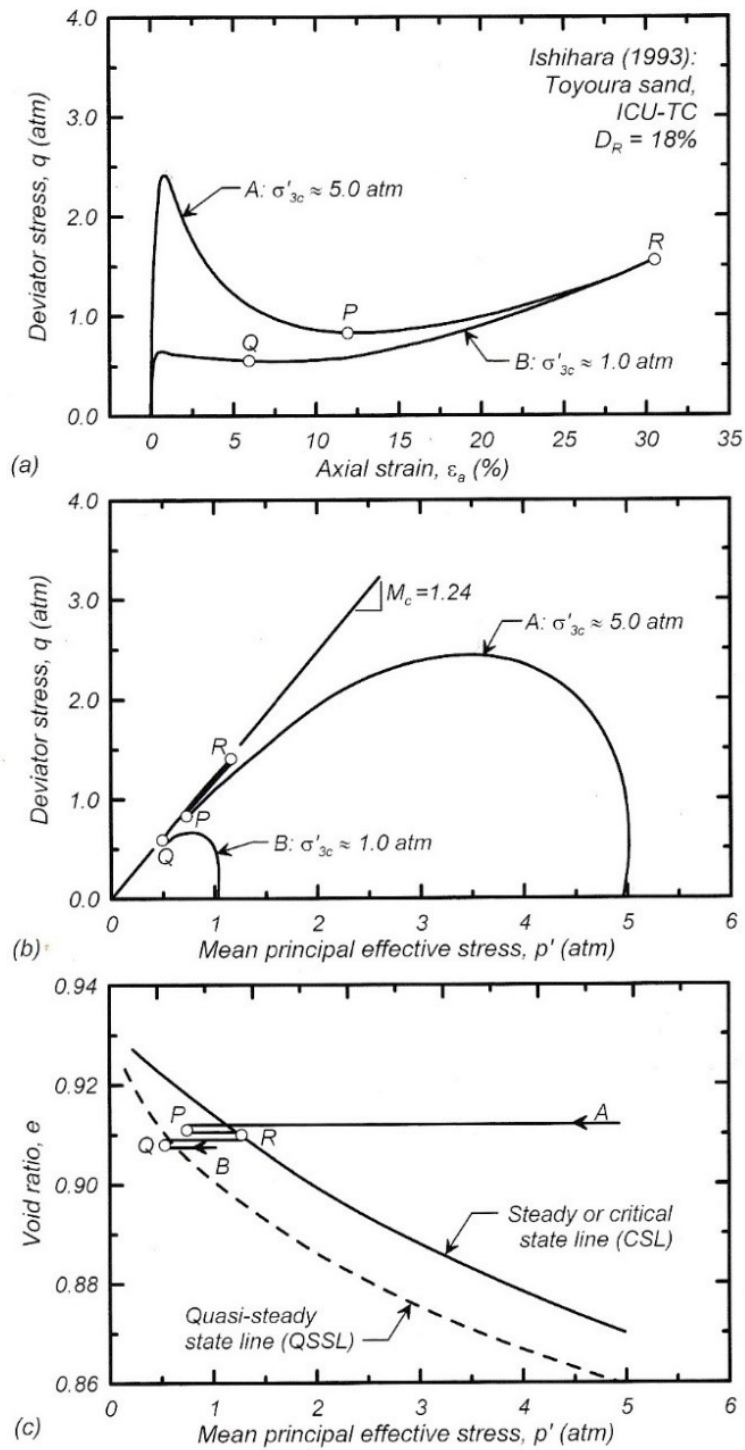 4.0
3.0
2.0
1.0
0.0
Deviator stress, q (atm)
Ishihara (1993):
Toyoura sand,
ICU-TC
D_R = 18%
A: σ'3c ≈ 5.0 atm
R
P
Q
B: σ'3c ≈ 1.0 atm
0 5 10 15 20 25 30 35
(a)
Axial strain, εa (%)
4.0
3.0
2.0
1.0
0.0
Deviator stress, q (atm)
Mc =1.24
A: σ'3c ≈ 5.0 atm
R
P
Q
B: σ'3c ≈ 1.0 atm
0 1 2 3 4 5 6
(b)
Mean principal effective stress, p' (atm)
0.94
0.92
0.90
0.88
0.86
Void ratio, e
P
A
Q
R
B
Steady or critical
state line (CSL)
Quasi-steady
state line (QSSL)
0 1 2 3 4 5 6
(c)
Mean principal effective stress, p' (atm)